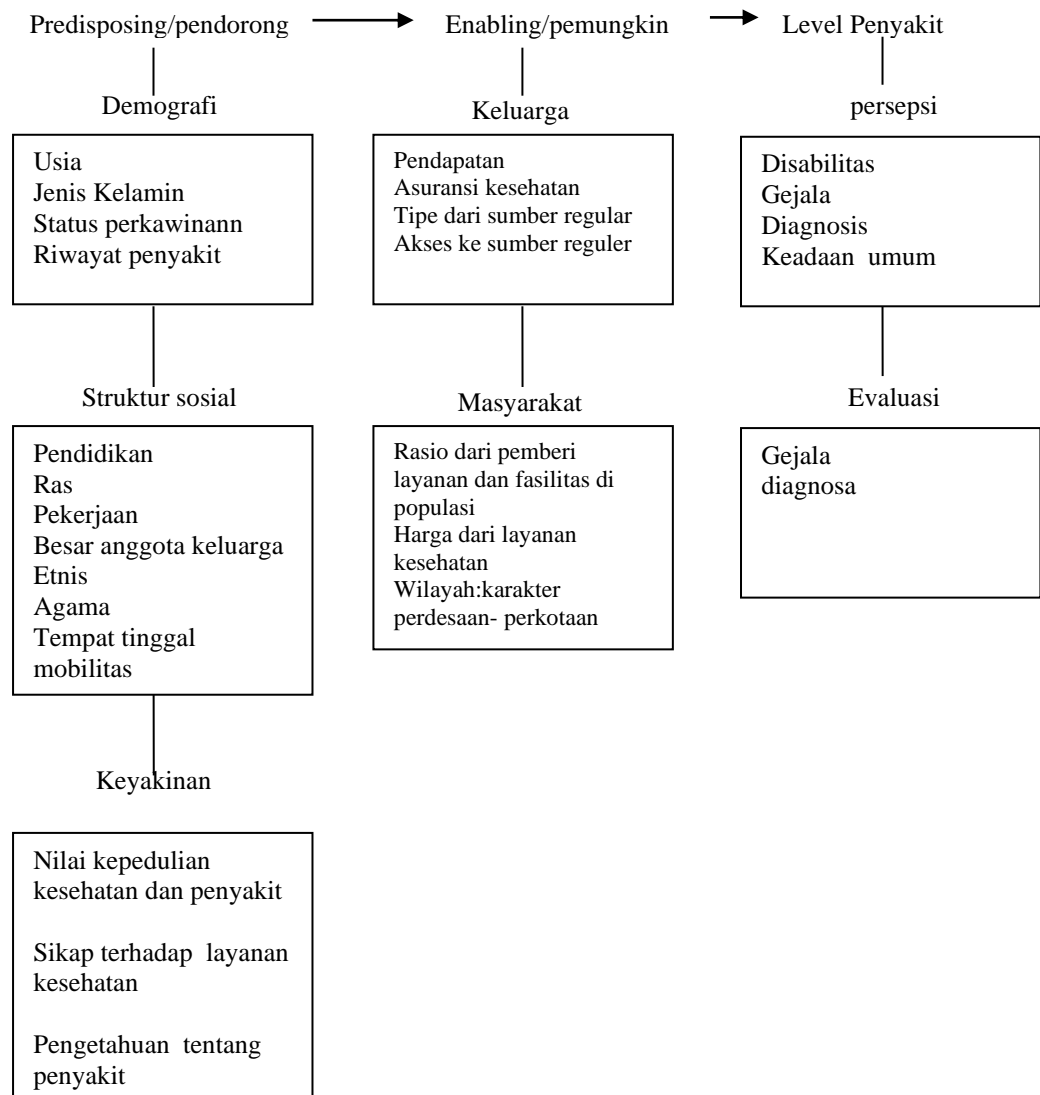 Predisposing/pendorong
Enabling/pemungkin
Level Penyakit
Demografi
Usia
Jenis Kelamin
Status perkawinann
Riwayat penyakit
Struktur sosial
Pendidikan
Ras
Pekerjaan
Besar anggota keluarga
Etnis
Agama
Tempat tinggal
mobilitas
Keyakinan
Nilai kepedulian
kesehatan dan penyakit
Sikap terhadap layanan
kesehatan
Pengetahuan tentang
penyakit
Keluarga
Pendapatan
Asuransi kesehatan
Tipe dari sumber regular
Akses ke sumber reguler
Masyarakat
Rasio dari pemberi
layanan dan fasilitas di
populasi
Harga dari layanan
kesehatan
Wilayah:karakter
perdesaan- perkotaan
persepsi
Disabilitas
Gejala
Diagnosis
Keadaan umum
Evaluasi
Gejala
diagnosa